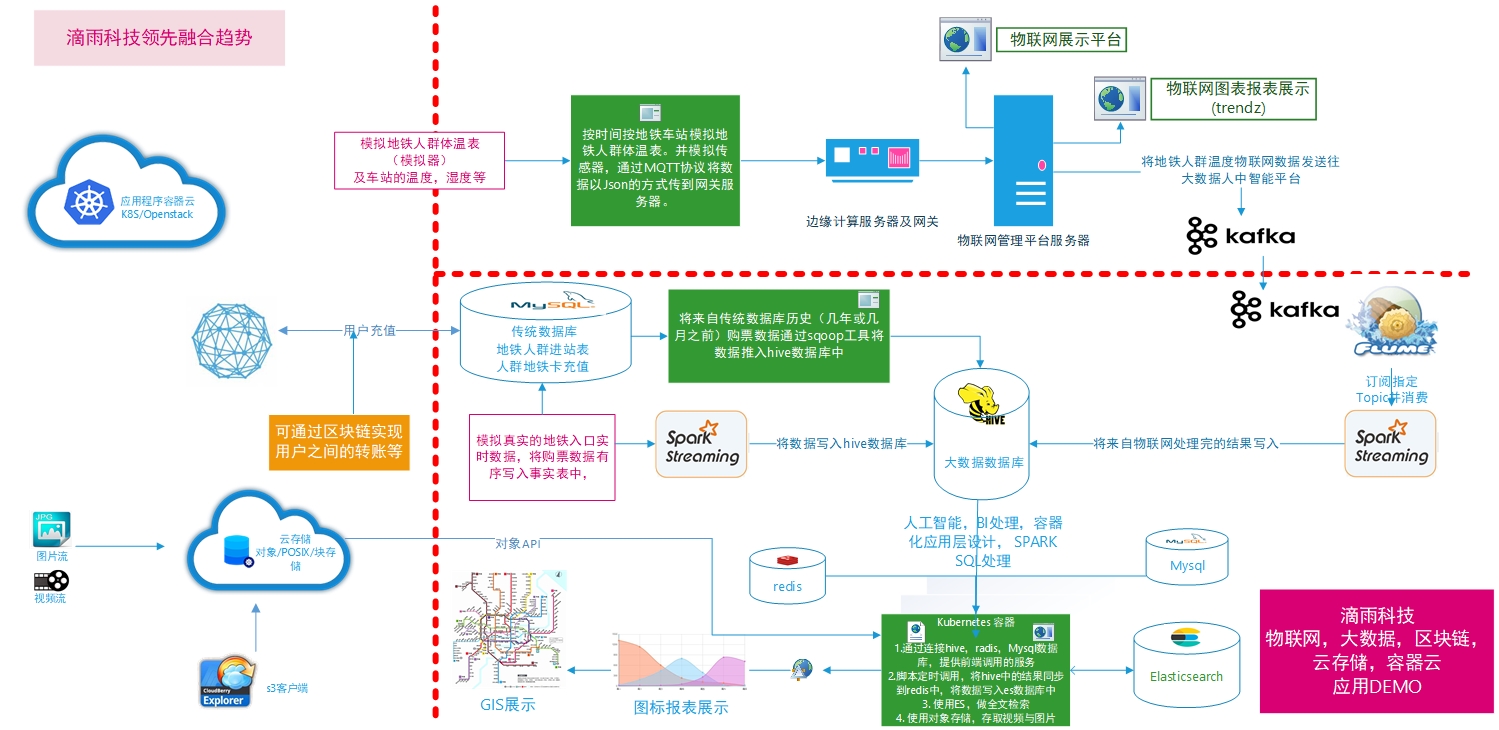 滴雨科技领先融合趋势
物联网展示平台
物联网图表报表展示
(trendz)
模拟地铁人群体温表
（模拟器）
及车站的温度，湿度等
按时间按地铁车站模拟地
铁人群体温表。并模拟传
感器，通过MQTT协议将数
据以Json的方式传到网关服
务器。
边缘计算服务器及网关
物联网管理平台服务器
将地铁人群温度物联网数据发送往
大数据人中智能平台
kafka
应用程序容器云
K8S/Openstack
kafka
FLUME
用户充值
MySQL
传统数据库
地铁人群进站表
人群地铁卡充值
将来自传统数据库历史（几年或几
月之前）购票数据通过sqoop工具将
数据推入hive数据库中
订阅指定
Topic并消费
可通过区块链实现
用户之间的转账等
模拟真实的地铁入口实
时数据，将购票数据有
序写入事实表中，
Spark
Streaming
将数据写入hive数据库
HIVE
大数据数据库
将来自物联网处理完的结果写入
Spark
Streaming
JPG
图片流
视频流
云存储
对象/POSIX/块存
储
对象API
人工智能，BI处理，容器
化应用层设计， SPARK
SQL处理
redis
MySQL
Mysql
CloudBerry
Explorer
s3客户端
GIS展示
图标报表展示
Kubernetes 容器
1.通过连接hive，radis，Mysql数据
库，提供前端调用的服务
2.脚本定时调用，将hive中的结果同步
到redis中，将数据写入es数据库中
3. 使用ES，做全文检索
4. 使用对象存储，存取视频与图片
Elasticsearch
滴雨科技
物联网，大数据，区块链，
云存储，容器云
应用DEMO